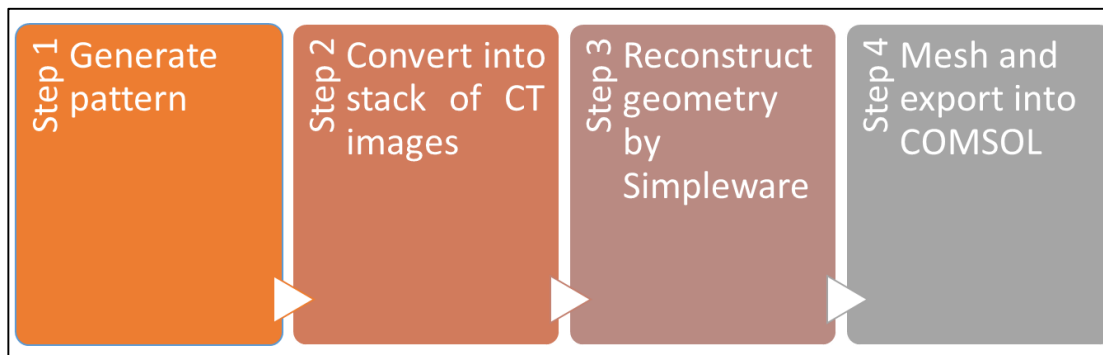 Step 1
Generate
pattern
Step 2
Convert into
stack of CT
images
Step 3
Reconstruct
geometry
by
Simpleware
Step 4
Mesh and
export into
COMSOL